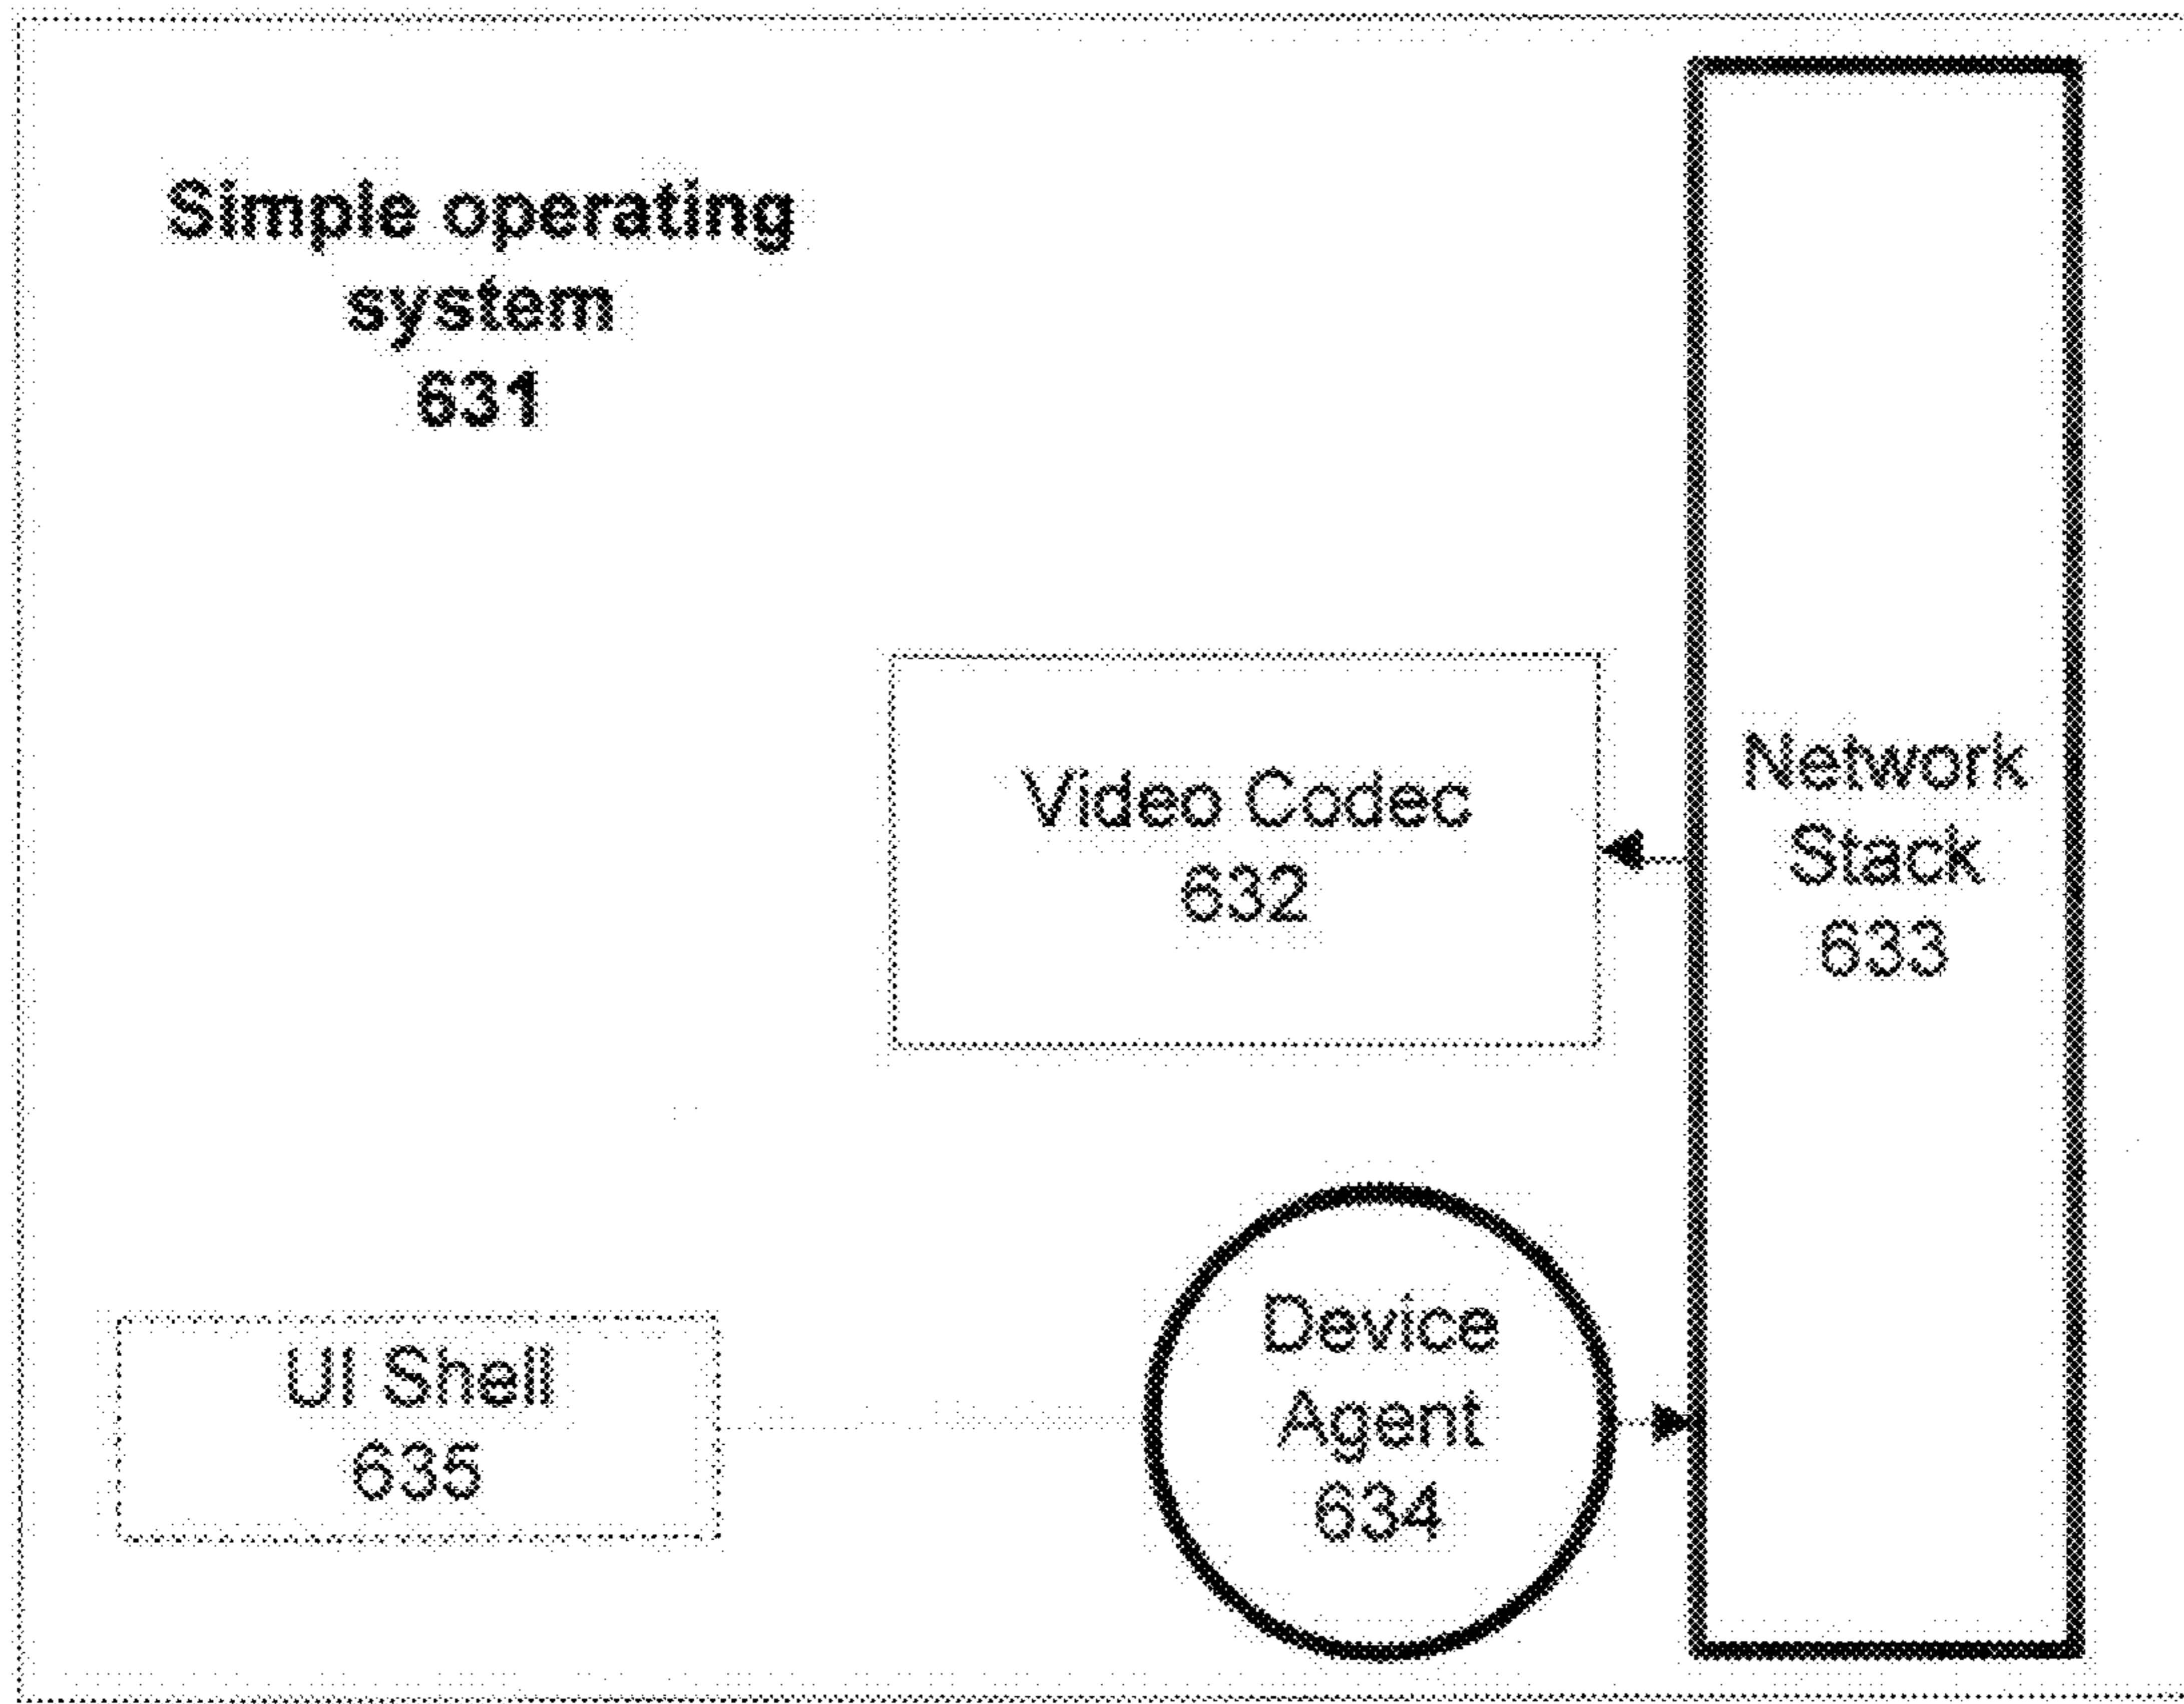 Simple operating
system
631
Video Codec
632
Network
Stack
633
Device
Agent
634
UI Shell
635